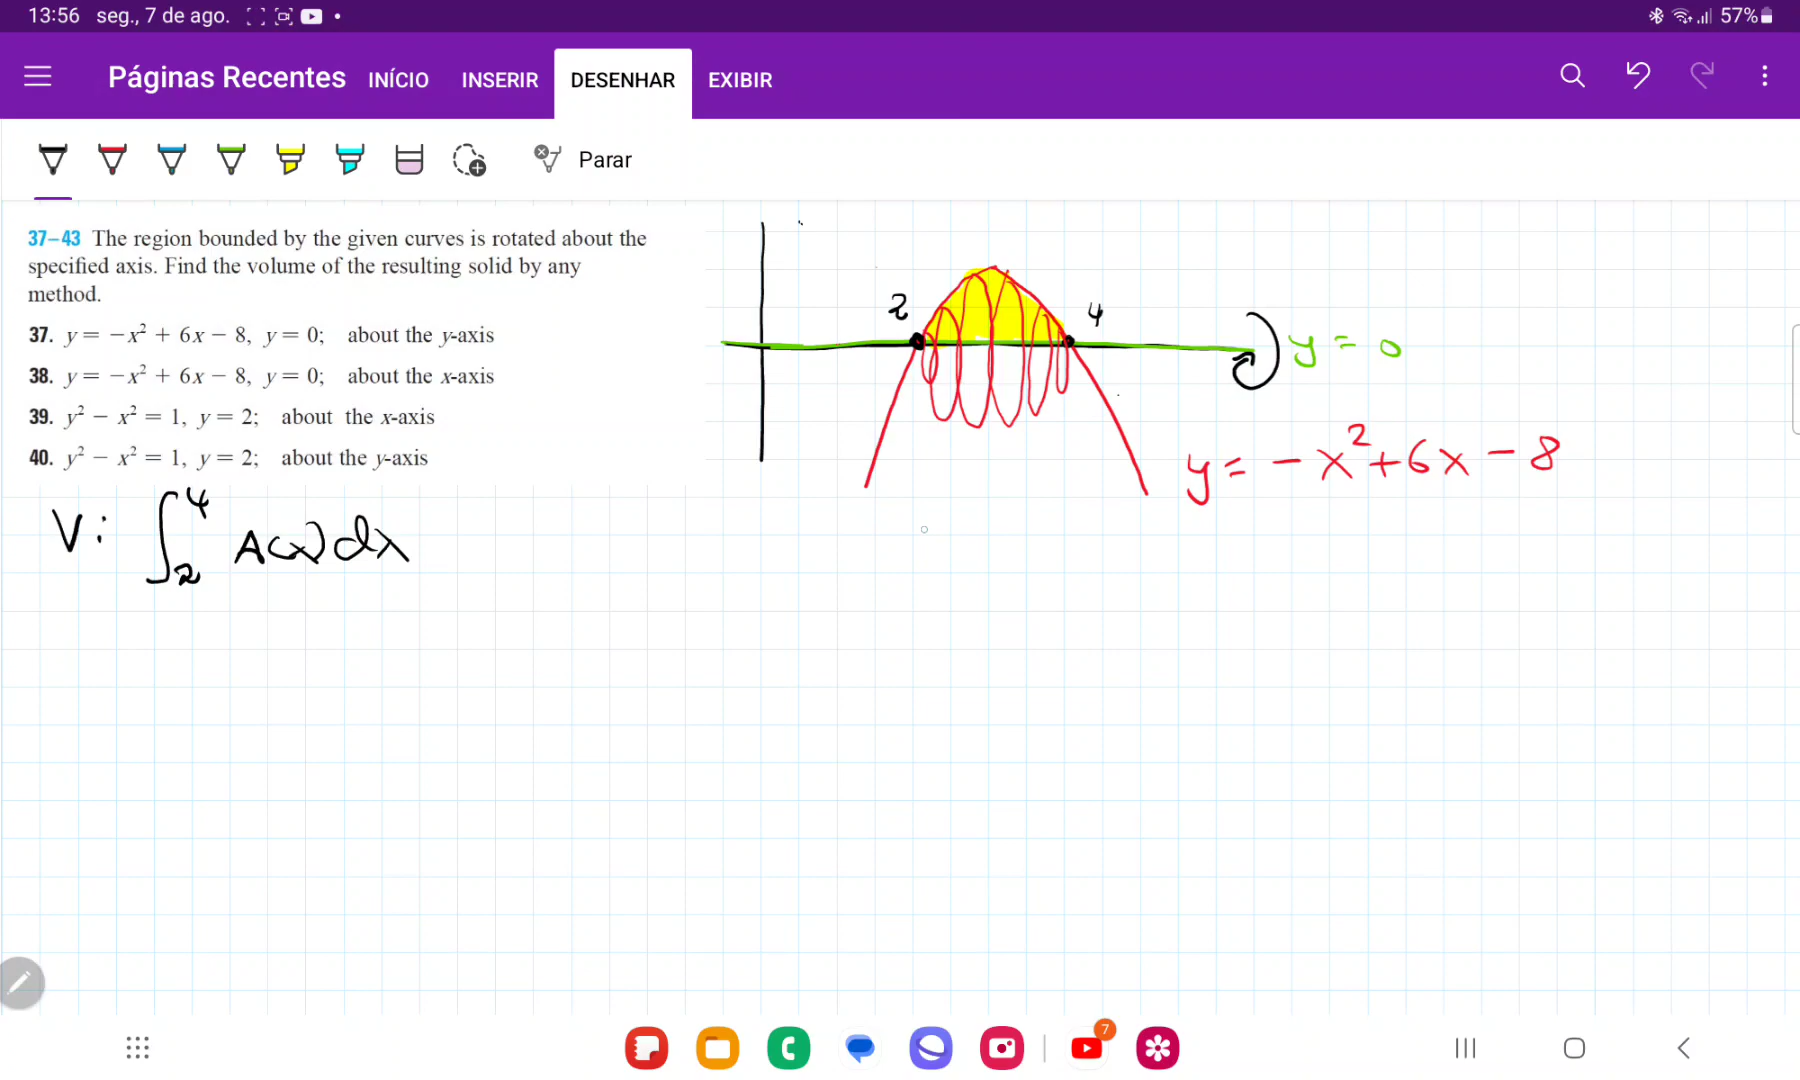 13:56 seg., 7 de ago. 57%
Páginas Recentes INÍCIO INSERIR DESENHAR EXIBIR
Parar
37–43 The region bounded by the given curves is rotated about the
specified axis. Find the volume of the resulting solid by any
method.
37. y = −x² + 6x − 8, y = 0; about the y-axis
38. y = −x² + 6x − 8, y = 0; about the x-axis
39. y² − x² = 1, y = 2; about the x-axis
40. y² − x² = 1, y = 2; about the y-axis
2 4
y = 0
y = −x² + 6x − 8
V: ∫₂⁴ A(x) dx
7